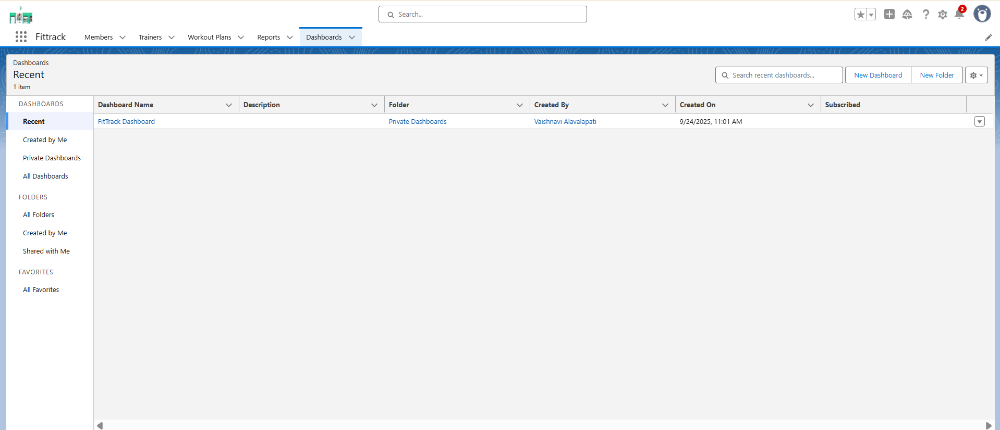 Search...
2
Fittrack Members Trainers Workout Plans Reports Dashboards
Dashboards
Recent
1 item
Search recent dashboards... New Dashboard New Folder
DASHBOARDS
Recent
Created by Me
Private Dashboards
All Dashboards
FOLDERS
All Folders
Created by Me
Shared with Me
FAVORITES
All Favorites
Dashboard Name Description Folder Created By Created On Subscribed
FitTrack Dashboard Private Dashboards Vaishnavi Alavalapati 9/24/2025, 11:01 AM